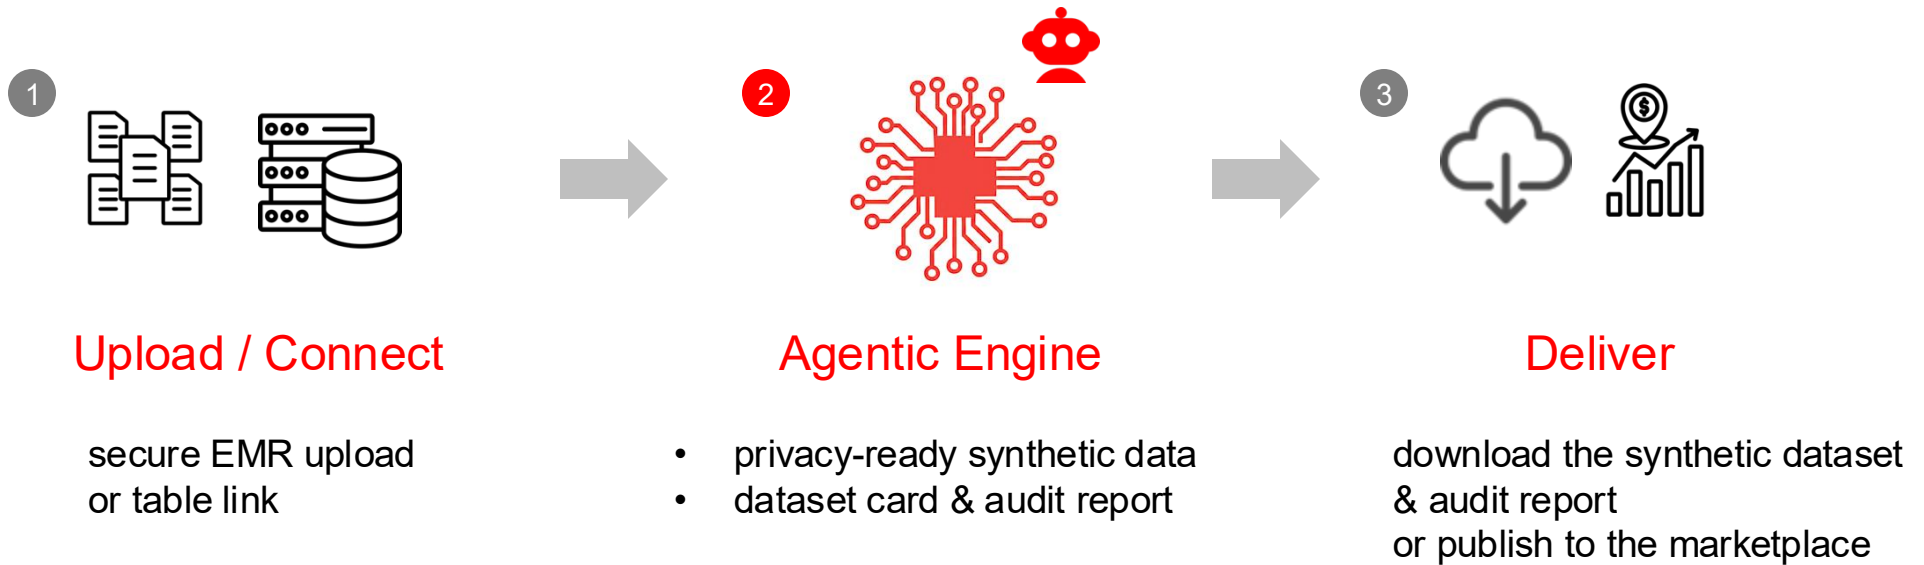 1
2
3
$
Upload / Connect
Agentic Engine
Deliver
secure EMR upload
or table link
• privacy-ready synthetic data
• dataset card & audit report
download the synthetic dataset
& audit report
or publish to the marketplace